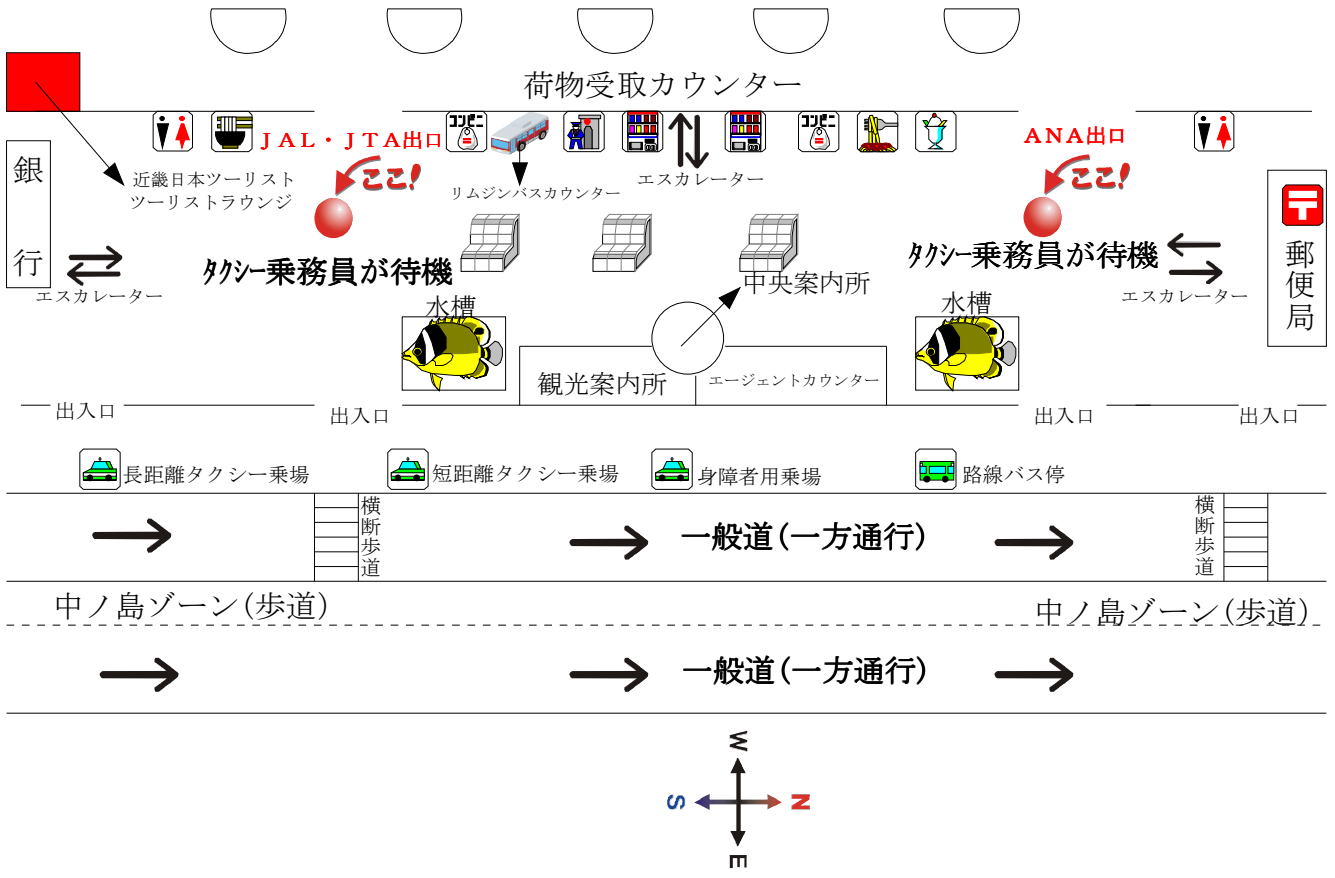 荷物受取カウンター
JAL・JTA出口
コンビニ
コンビニ
ANA出口
ここ!
ここ!
銀行
近畿日本ツーリスト
ツーリストラウンジ
リムジンバスカウンター
エスカレーター
郵便局
タクシー乗務員が待機
タクシー乗務員が待機
エスカレーター
中央案内所
エスカレーター
水槽
水槽
観光案内所
エージェントカウンター
出入口
出入口
出入口
出入口
長距離タクシー乗場
短距離タクシー乗場
身障者用乗場
路線バス停
横断歩道
一般道(一方通行)
横断歩道
中ノ島ゾーン(歩道)
中ノ島ゾーン(歩道)
一般道(一方通行)
W
S
N
E